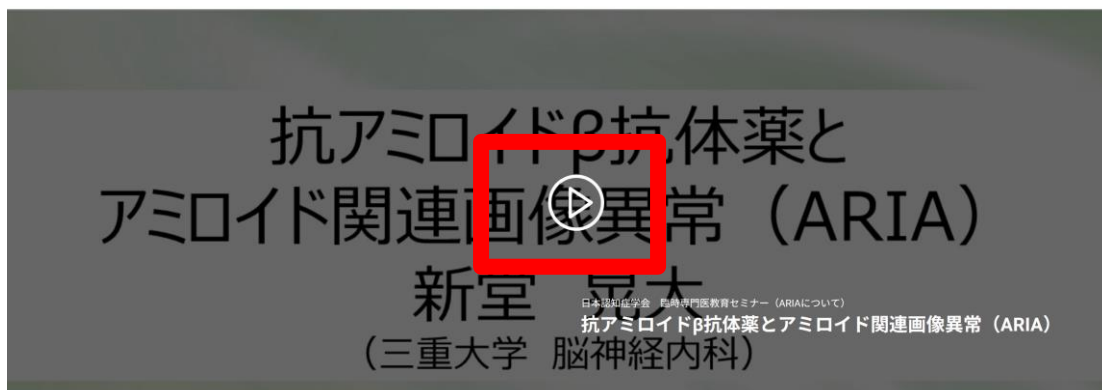 抗アミロイドβ抗体薬と
アミロイド関連画像異常（ARIA）
新堂 晃大
（三重大学 脳神経内科）
日本認知症学会　臨時専門医教育セミナー（ARIAについて）
抗アミロイドβ抗体薬とアミロイド関連画像異常（ARIA）